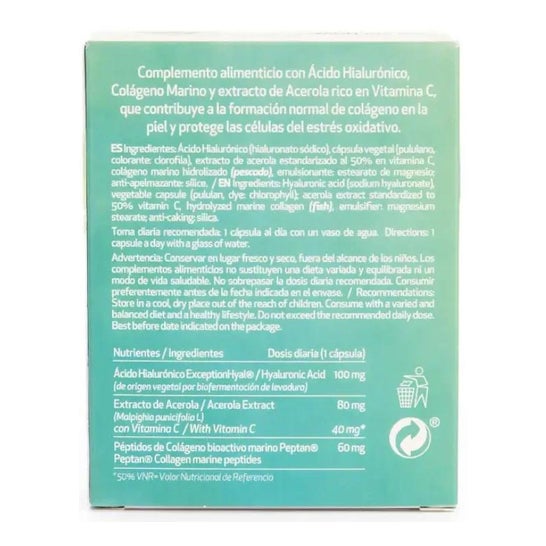 Complemento alimenticio con Ácido Hialurónico,
Colágeno Marino y extracto de Acerola rico en Vitamina C,
que contribuye a la formación normal de colágeno en la
piel y protege las células del estrés oxidativo.
ES Ingredientes: Ácido Hialurónico (hialuronato sódico), cápsula vegetal (pululano,
colorante: clorofila), extracto de acerola estandarizado al 50% en vitamina C,
colágeno marino hidrolizado (pescado), emulsionante: estearato de magnesio;
anti-apelmazante: sílice. / EN Ingredients: Hyaluronic acid (sodium hyaluronate),
vegetable capsule (pululan, dye: chlorophyll); acerola extract standardized to
50% vitamin C, hydrolyzed marine collagen (fish), emulsifier: magnesium
stearate; anti-caking: silica.
Toma diaria recomendada: 1 cápsula al día con un vaso de agua. Directions: 1
capsule a day with a glass of water.
Advertencia: Conservar en lugar fresco y seco, fuera del alcance de los niños. Los
complementos alimenticios no sustituyen una dieta variada y equilibrada ni un
modo de vida saludable. No sobrepasar la dosis diaria recomendada. Consumir
preferentemente antes de la fecha indicada en el envase. / Recommendations:
Store in a cool, dry place out of the reach of children. Consume with a varied and
balanced diet and a healthy lifestyle. Do not exceed the recommended daily dose.
Best before date indicated on the package.
Nutrientes / Ingredientes Dosis diaria (1 cápsula)
Ácido Hialurónico ExceptionHyal® / Hyaluronic Acid 100 mg
(de origen vegetal por biofermentación de levadura)
Extracto de Acerola / Acerola Extract 80 mg
(Malpighia punicifolia L)
con Vitamina C / With Vitamin C 40 mg*
Péptidos de Colágeno bioactivo marino Peptan® 60 mg
Peptan® Collagen marine peptides
*50% VNR= Valor Nutricional de Referencia
®